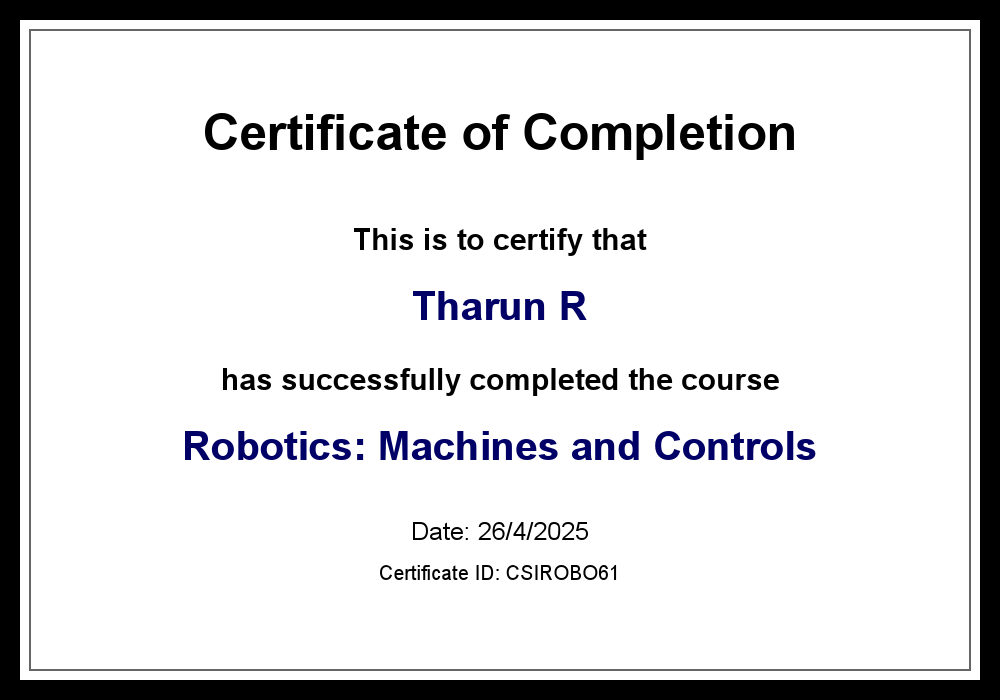 Certificate of Completion
This is to certify that
Tharun R
has successfully completed the course
Robotics: Machines and Controls
Date: 26/4/2025
Certificate ID: CSIROBO61